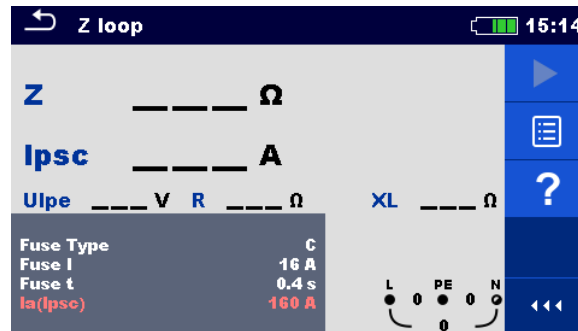 Z loop 15:14
Z ___ Ω
Ipsc ___ A
Ulpe ___ V R ___ Ω XL ___ Ω
?
Fuse Type C
Fuse I 16 A
Fuse t 0.4 s
Ia(Ipsc) 160 A
L PE N
0 0
0